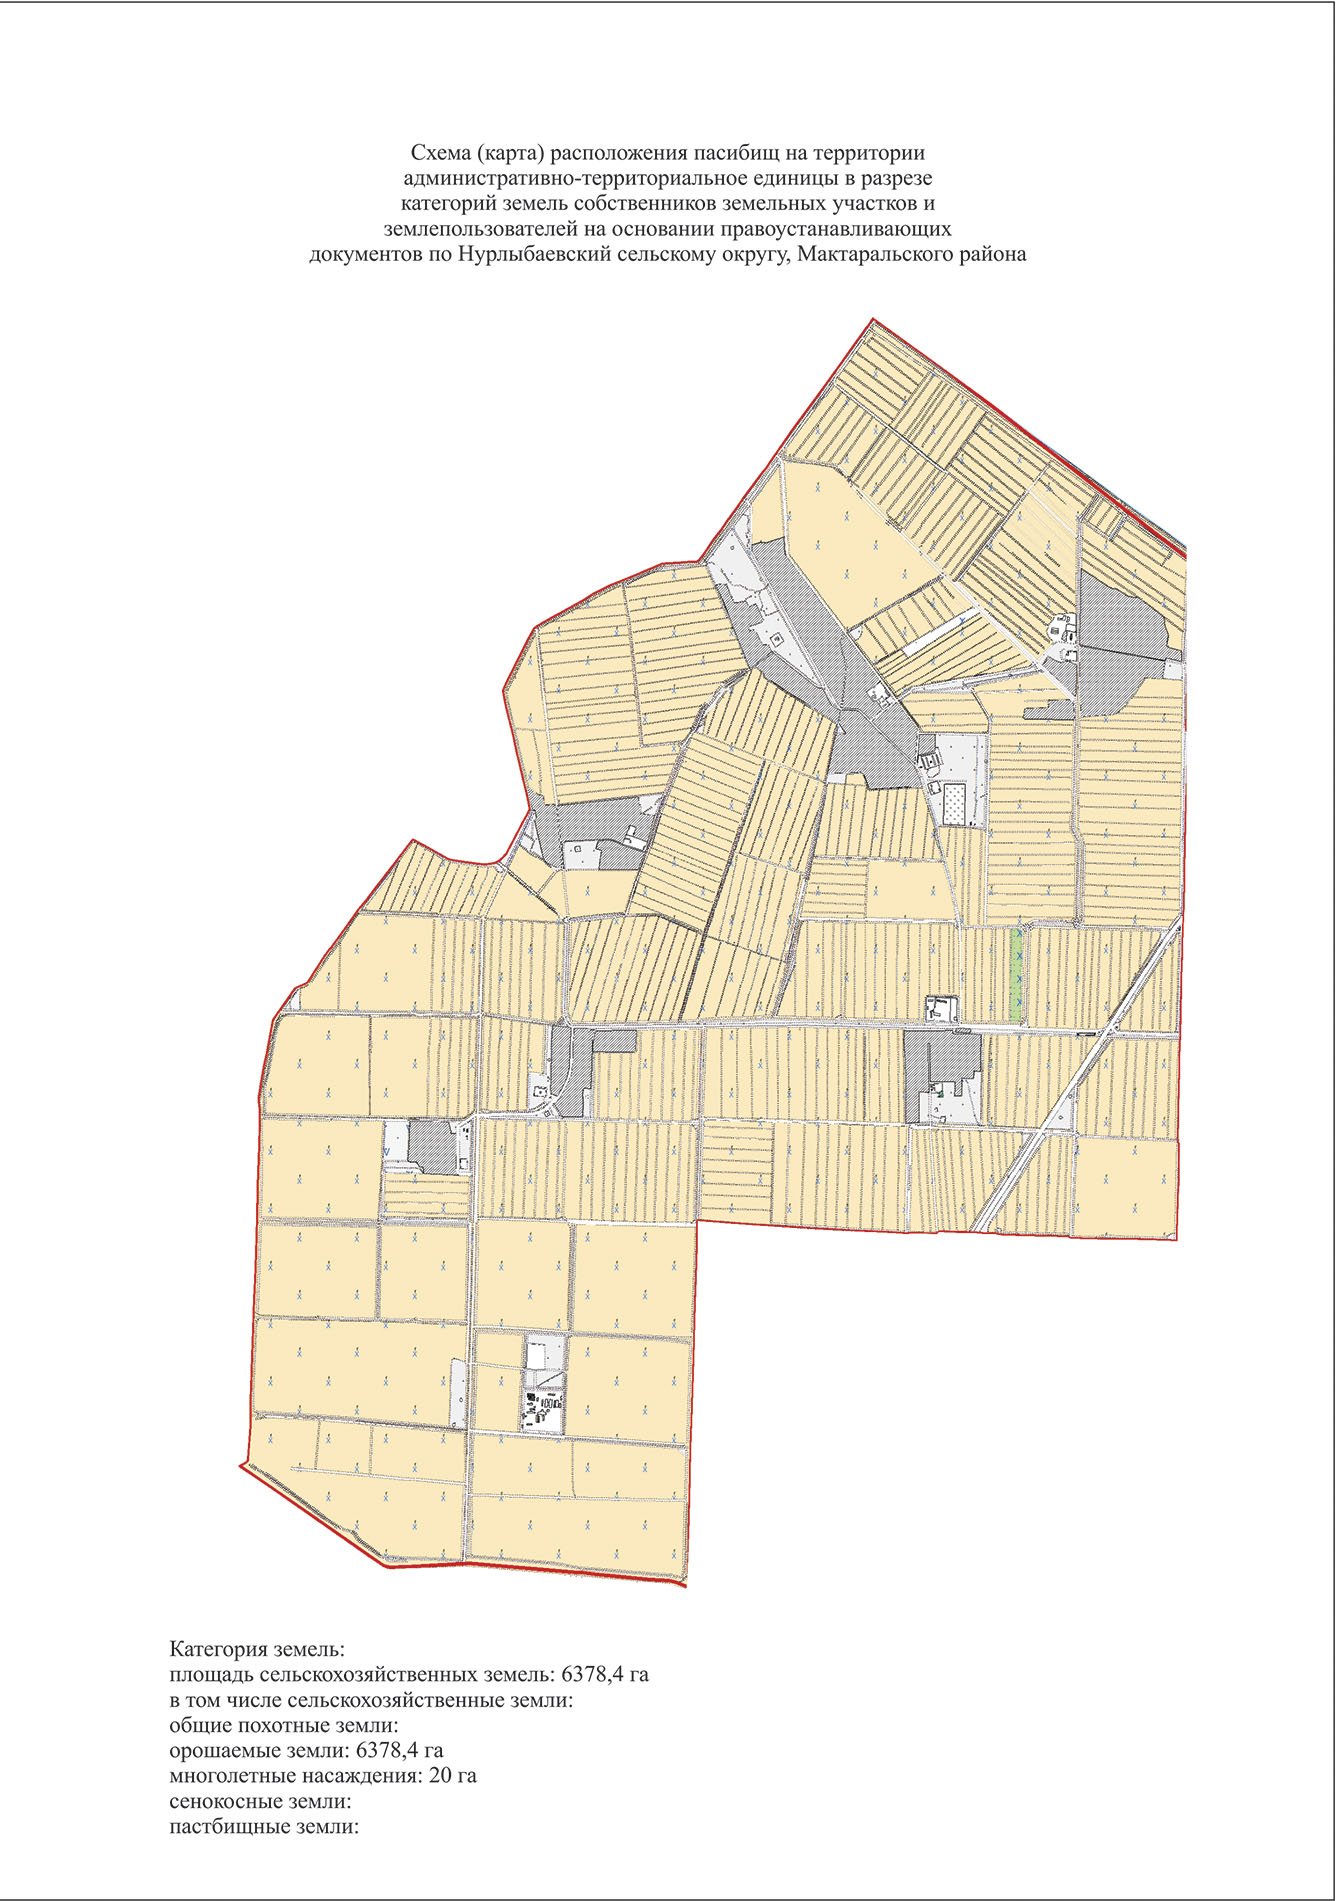 Схема (карта) расположения пасибищ на территории
административно-территориальное единицы в разрезе
категорий земель собственников земельных участков и
землепользователей на основании правоустанавливающих
документов по Нурлыбаевский сельскому округу, Мактаральского района
Категория земель:
площадь сельскохозяйственных земель: 6378,4 га
в том числе сельскохозяйственные земли:
общие похотные земли:
орошаемые земли: 6378,4 га
многолетные насаждения: 20 га
сенокосные земли:
пастбищные земли: